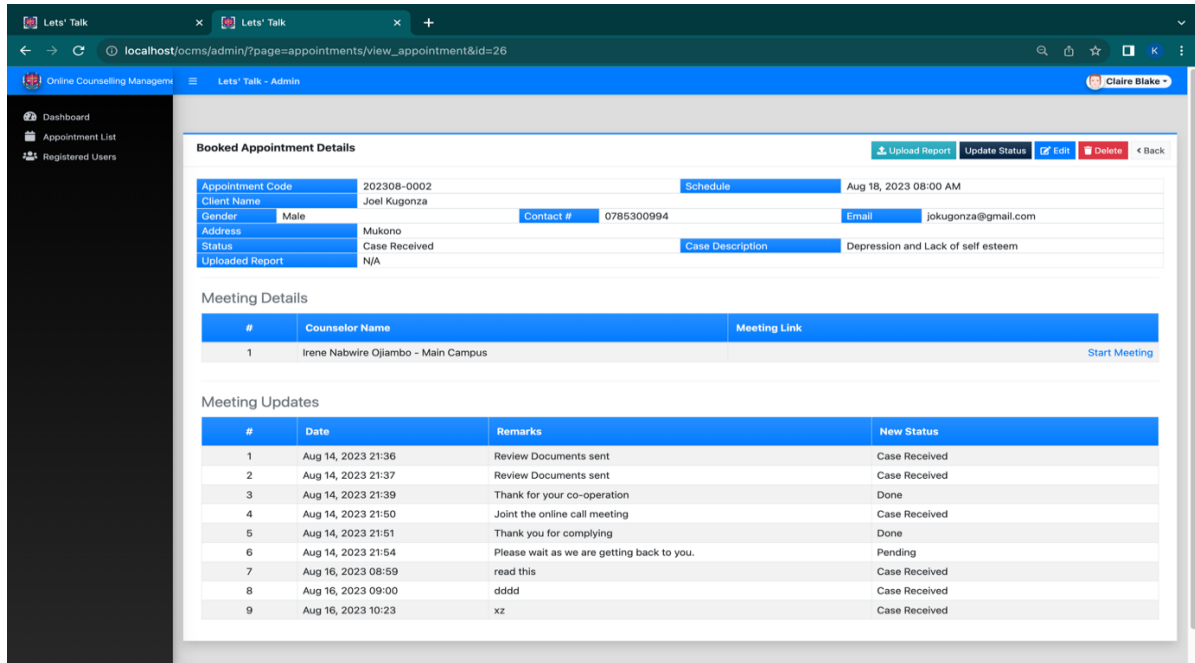 Lets' Talk
Lets' Talk
localhost/ocms/admin/?page=appointments/view_appointment&id=26
K
Online Counselling Manageme
Lets' Talk - Admin
Claire Blake
Dashboard
Appointment List
Registered Users
Booked Appointment Details
Upload Report Update Status Edit Delete < Back
Appointment Code 202308-0002 Schedule Aug 18, 2023 08:00 AM
Client Name Joel Kugonza
Gender Male Contact # 0785300994 Email jokugonza@gmail.com
Address Mukono
Status Case Received Case Description Depression and Lack of self esteem
Uploaded Report N/A
Meeting Details
# Counselor Name Meeting Link
1 Irene Nabwire Ojiambo - Main Campus Start Meeting
Meeting Updates
# Date Remarks New Status
1 Aug 14, 2023 21:36 Review Documents sent Case Received
2 Aug 14, 2023 21:37 Review Documents sent Case Received
3 Aug 14, 2023 21:39 Thank for your co-operation Done
4 Aug 14, 2023 21:50 Joint the online call meeting Case Received
5 Aug 14, 2023 21:51 Thank you for complying Done
6 Aug 14, 2023 21:54 Please wait as we are getting back to you. Pending
7 Aug 16, 2023 08:59 read this Case Received
8 Aug 16, 2023 09:00 dddd Case Received
9 Aug 16, 2023 10:23 xz Case Received